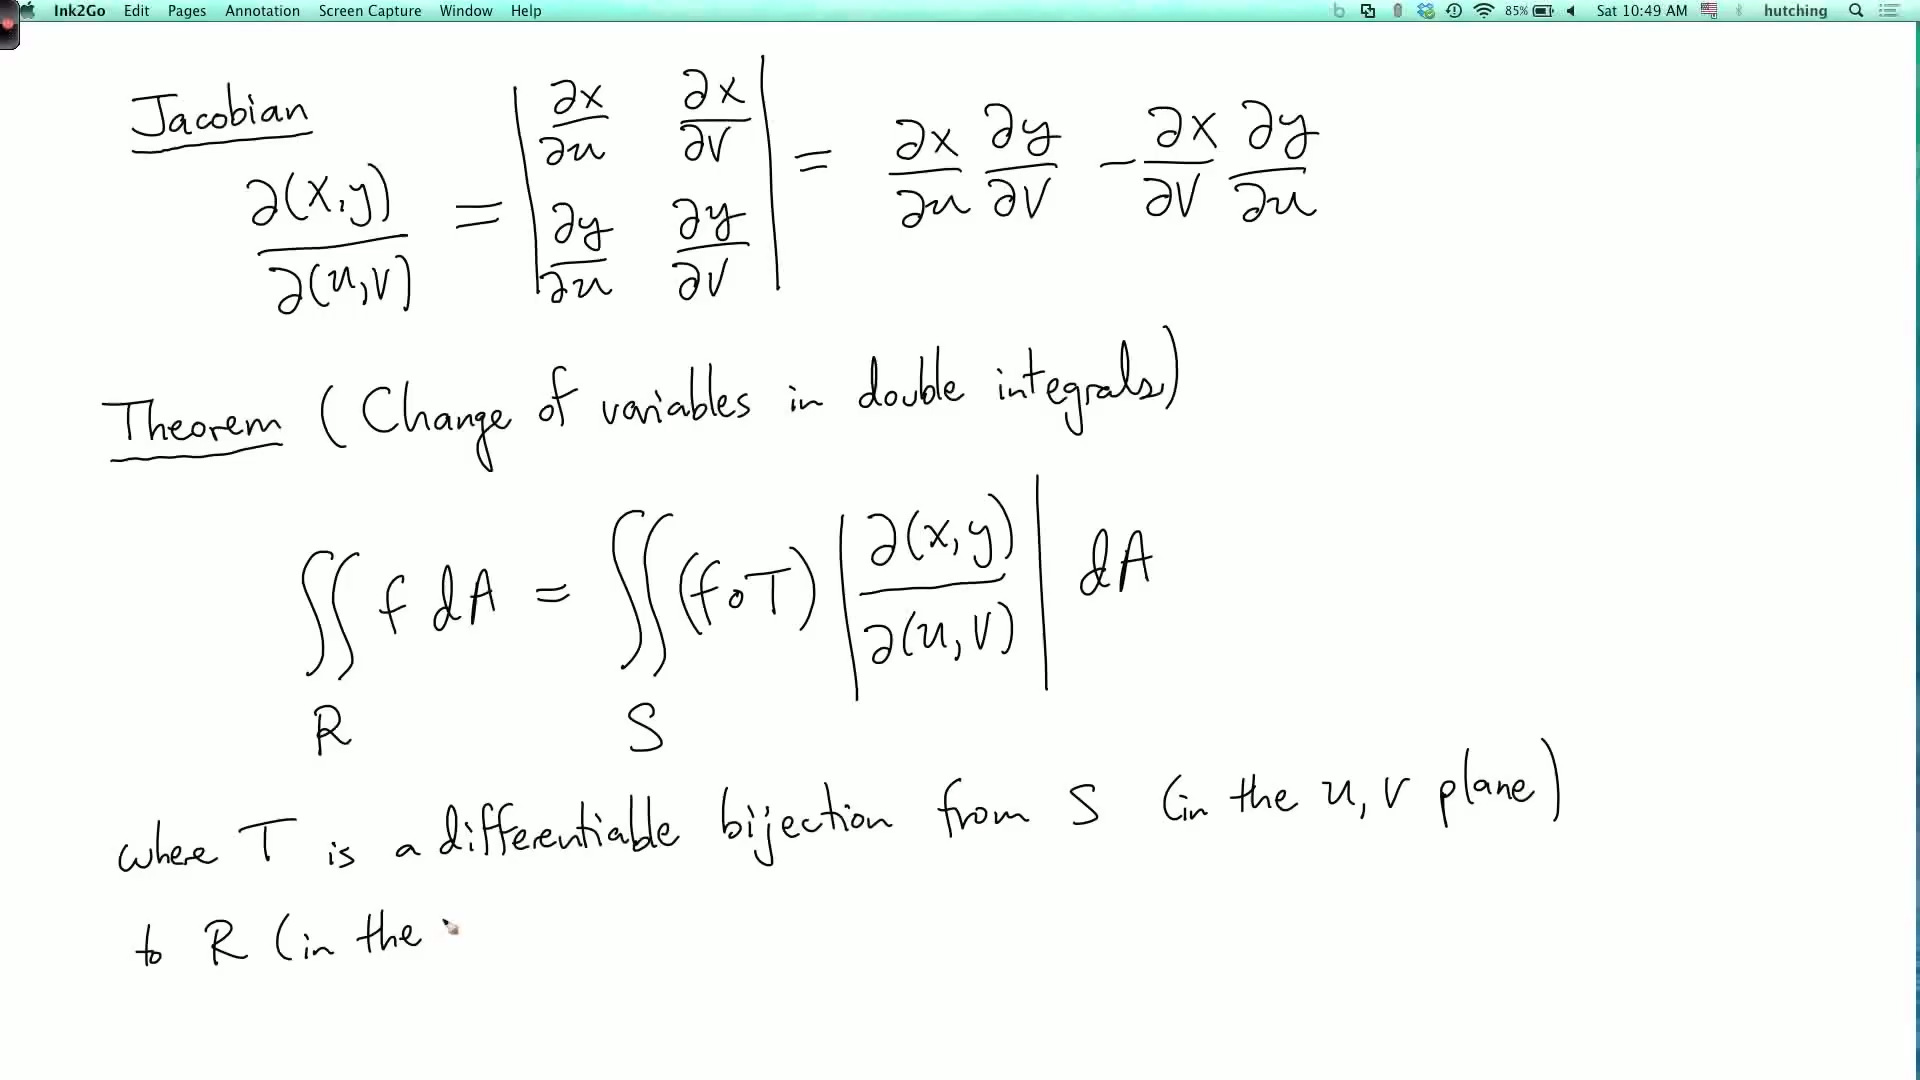 Ink2Go Edit Pages Annotation Screen Capture Window Help 85% Sat 10:49 AM hutching
Jacobian
∂(x,y)/∂(u,v) = | ∂x/∂u ∂x/∂v ; ∂y/∂u ∂y/∂v | = ∂x/∂u ∂y/∂v - ∂x/∂v ∂y/∂u
Theorem (Change of variables in double integrals)
∬_R f dA = ∬_S (f∘T) |∂(x,y)/∂(u,v)| dA
where T is a differentiable bijection from S (in the u,v plane)
to R (in the